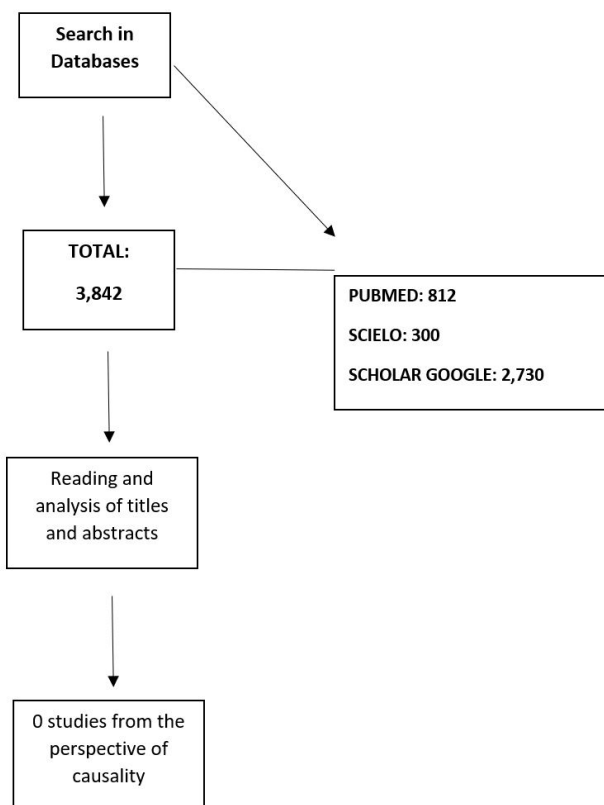 Search in
Databases
TOTAL:
3,842
PUBMED: 812
SCIELO: 300
SCHOLAR GOOGLE: 2,730
Reading and
analysis of titles
and abstracts
0 studies from the
perspective of
causality